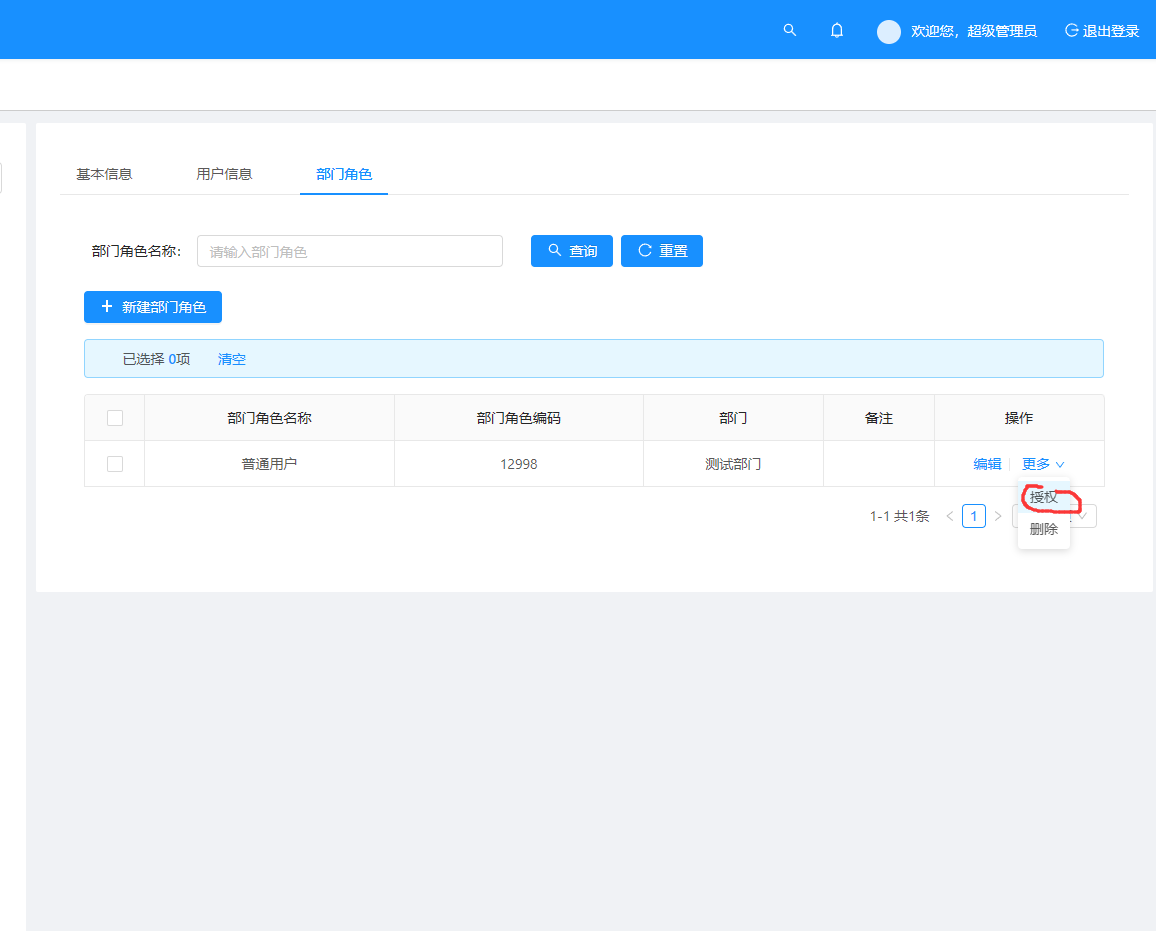 欢迎您，超级管理员 退出登录
基本信息 用户信息 部门角色
部门角色名称: 请输入部门角色 查询 重置
新建部门角色
已选择 0项 清空
部门角色名称 部门角色编码 部门 备注 操作
普通用户 12998 测试部门 编辑 更多
授权
1-1 共1条 1
删除